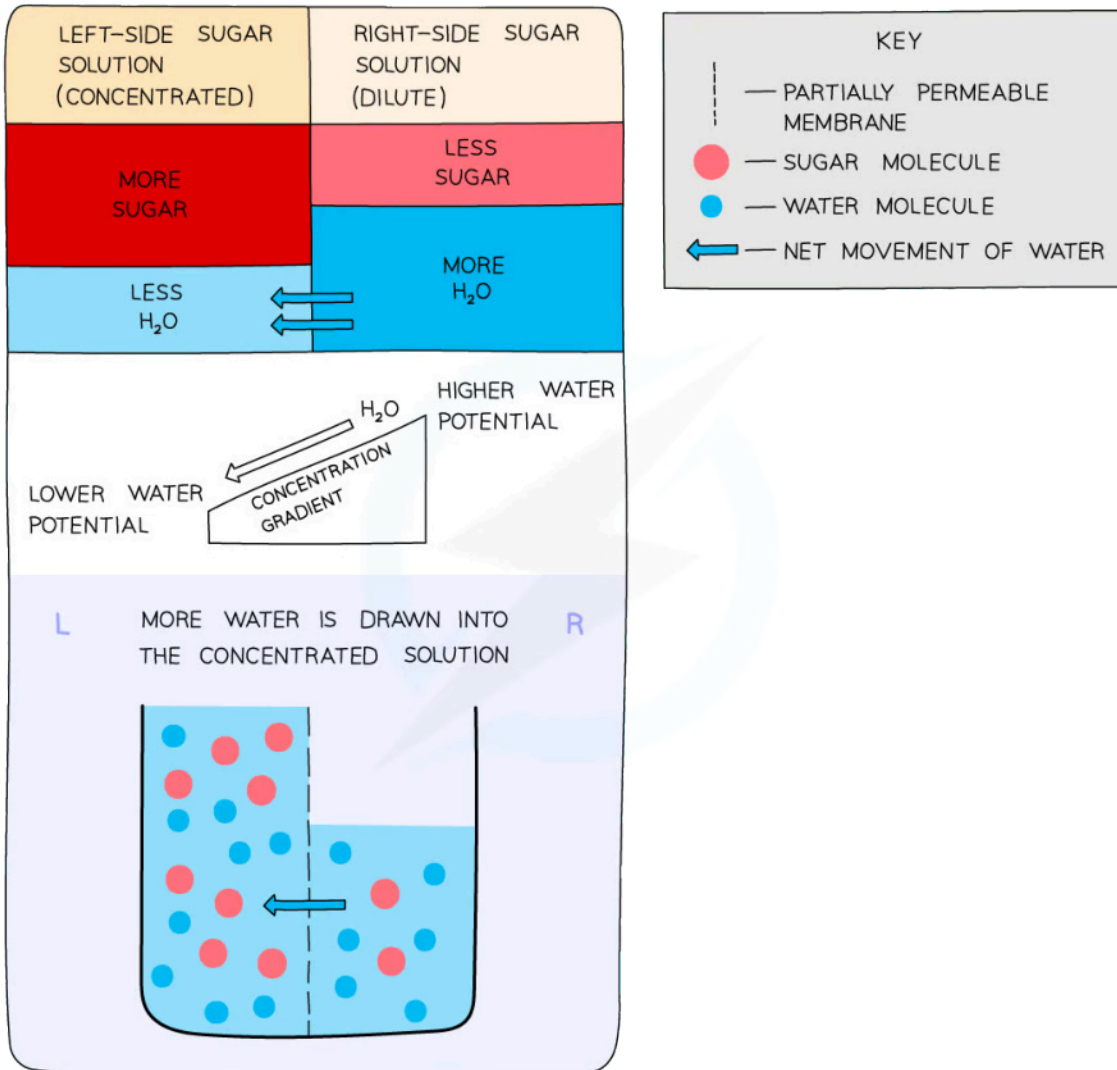 LEFT-SIDE SUGAR
SOLUTION
(CONCENTRATED)
RIGHT-SIDE SUGAR
SOLUTION
(DILUTE)
MORE
SUGAR
LESS
SUGAR
LESS
H₂O
MORE
H₂O
HIGHER WATER
POTENTIAL
H₂O
CONCENTRATION
GRADIENT
LOWER WATER
POTENTIAL
L
MORE WATER IS DRAWN INTO
THE CONCENTRATED SOLUTION
R
KEY
— PARTIALLY PERMEABLE
MEMBRANE
— SUGAR MOLECULE
— WATER MOLECULE
— NET MOVEMENT OF WATER